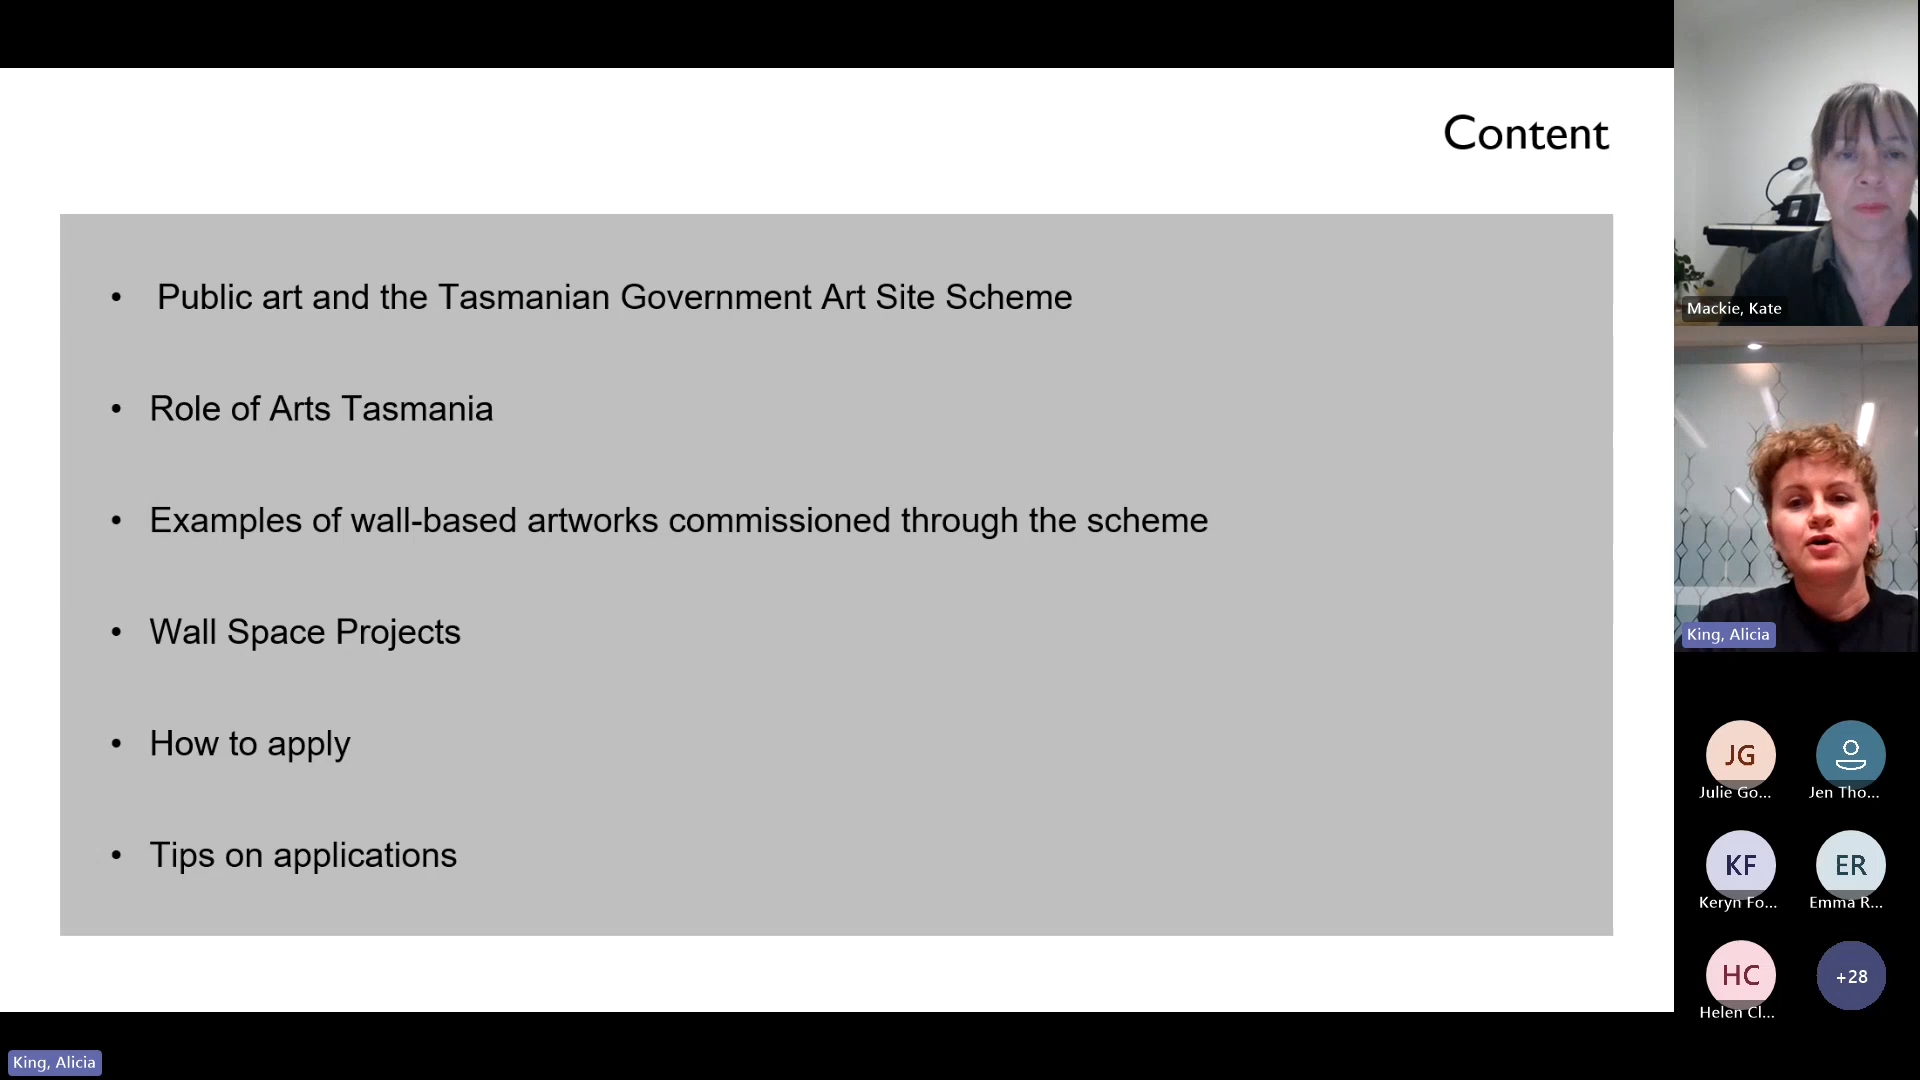 Content
• Public art and the Tasmanian Government Art Site Scheme
• Role of Arts Tasmania
• Examples of wall-based artworks commissioned through the scheme
• Wall Space Projects
• How to apply
• Tips on applications
Mackie, Kate
King, Alicia
JG
Julie Go...
Jen Tho...
KF
Keryn Fo...
ER
Emma R...
HC
Helen Cl...
+28
King, Alicia